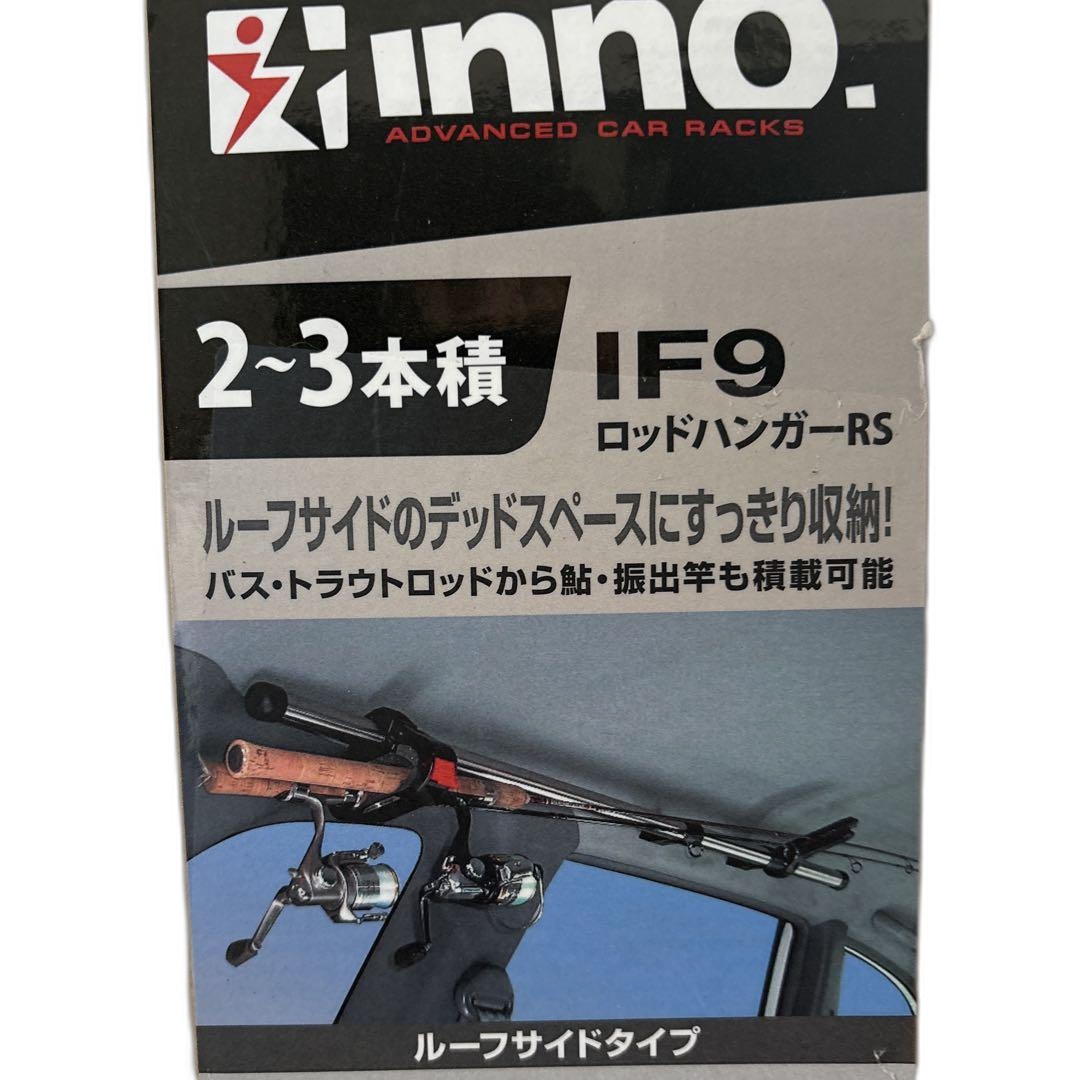 inno.
ADVANCED CAR RACKS
2~3本積
IF9
ロッドハンガーRS
ルーフサイドのデッドスペースにすっきり収納!
バス・トラウトロッドから鮎・振出竿も積載可能
ルーフサイドタイプ